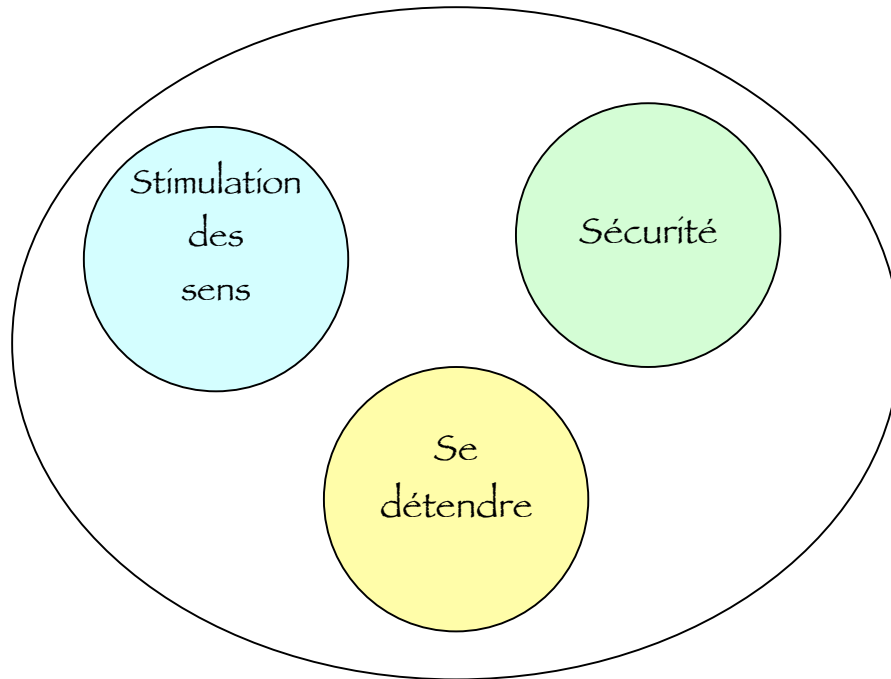 Stimulation
des
sens
Sécurité
Se
détendre